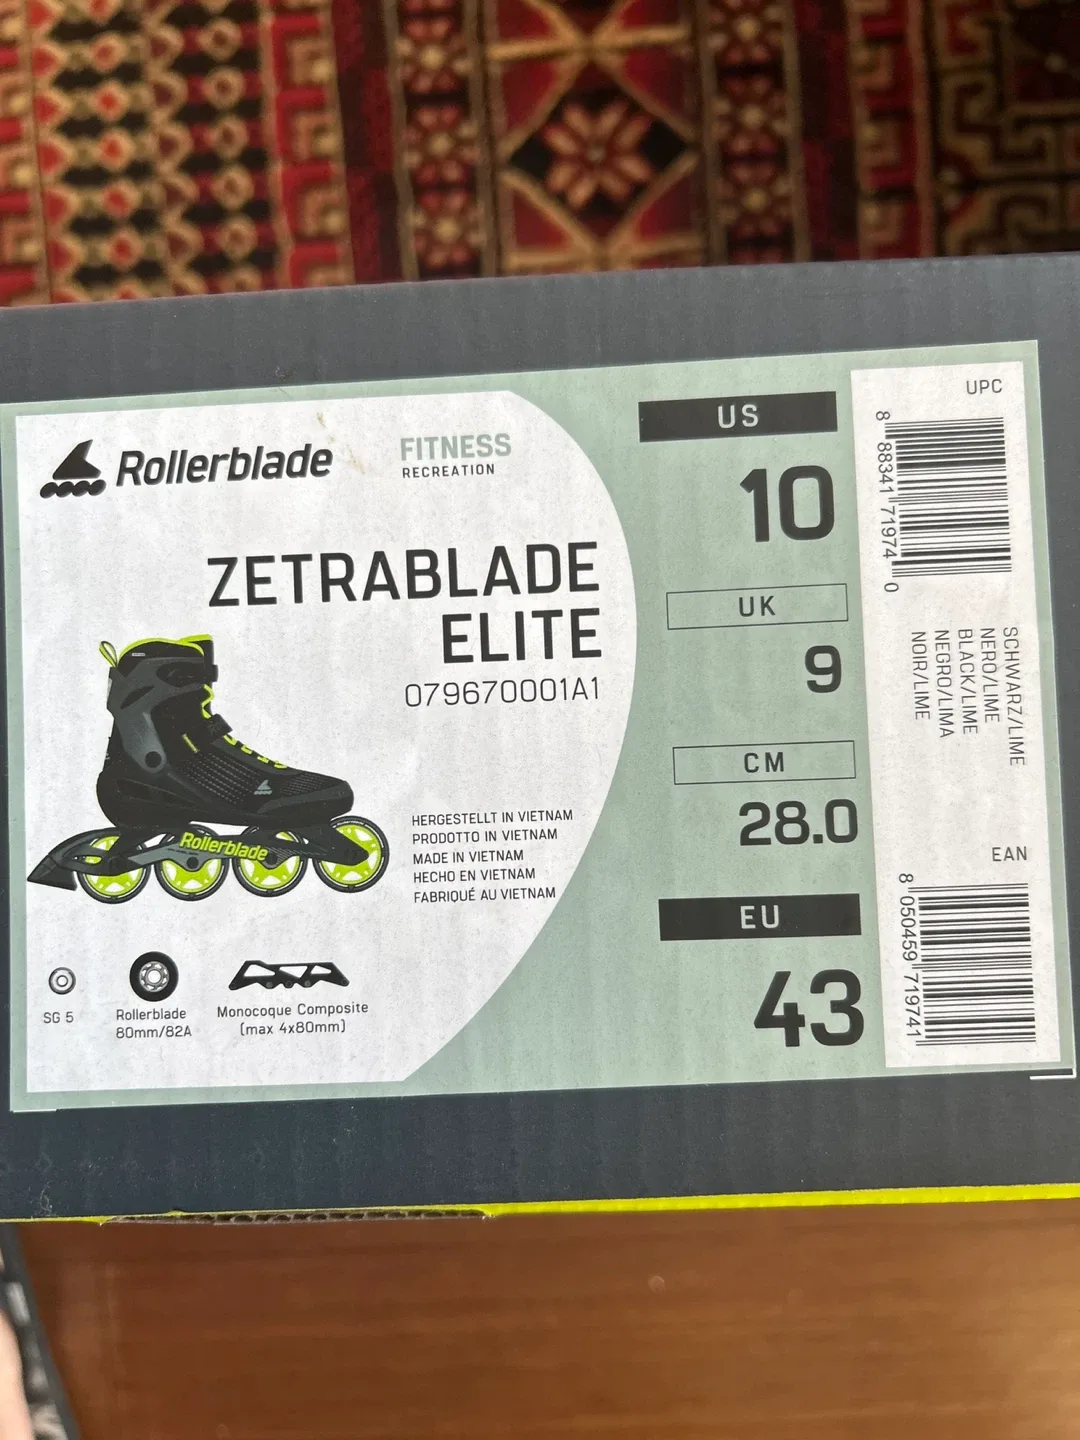 Rollerblade
FITNESS
RECREATION
ZETRABLADE
ELITE
079670001A1
Rollerblade
HERGESTELLT IN VIETNAM
PRODOTTO IN VIETNAM
MADE IN VIETNAM
HECHO EN VIETNAM
FABRIQUÉ AU VIETNAM
SG 5
Rollerblade
80mm/82A
Monocoque Composite
(max 4x80mm)
US
10
UK
9
CM
28.0
EU
43
UPC
8 88341 71974 0
SCHWARZ/LIME
NERO/LIME
BLACK/LIME
NEGRO/LIMA
NOIR/LIME
EAN
8 050459 719741